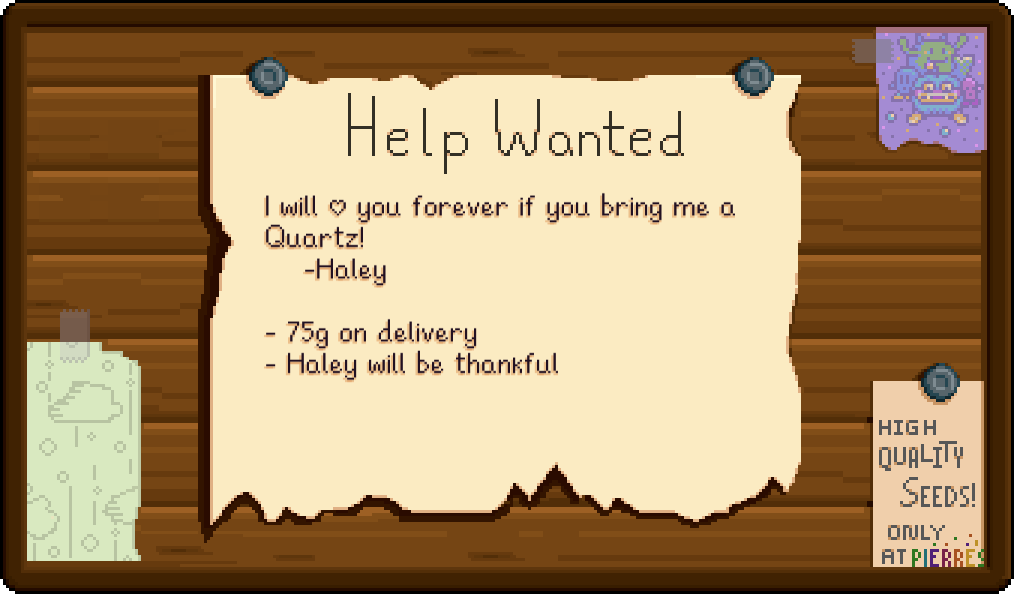 Help Wanted
I will ♡ you forever if you bring me a
Quartz!
-Haley
- 75g on delivery
- Haley will be thankful
HIGH
QUALITY
SEEDS!
ONLY...
AT PIERRES